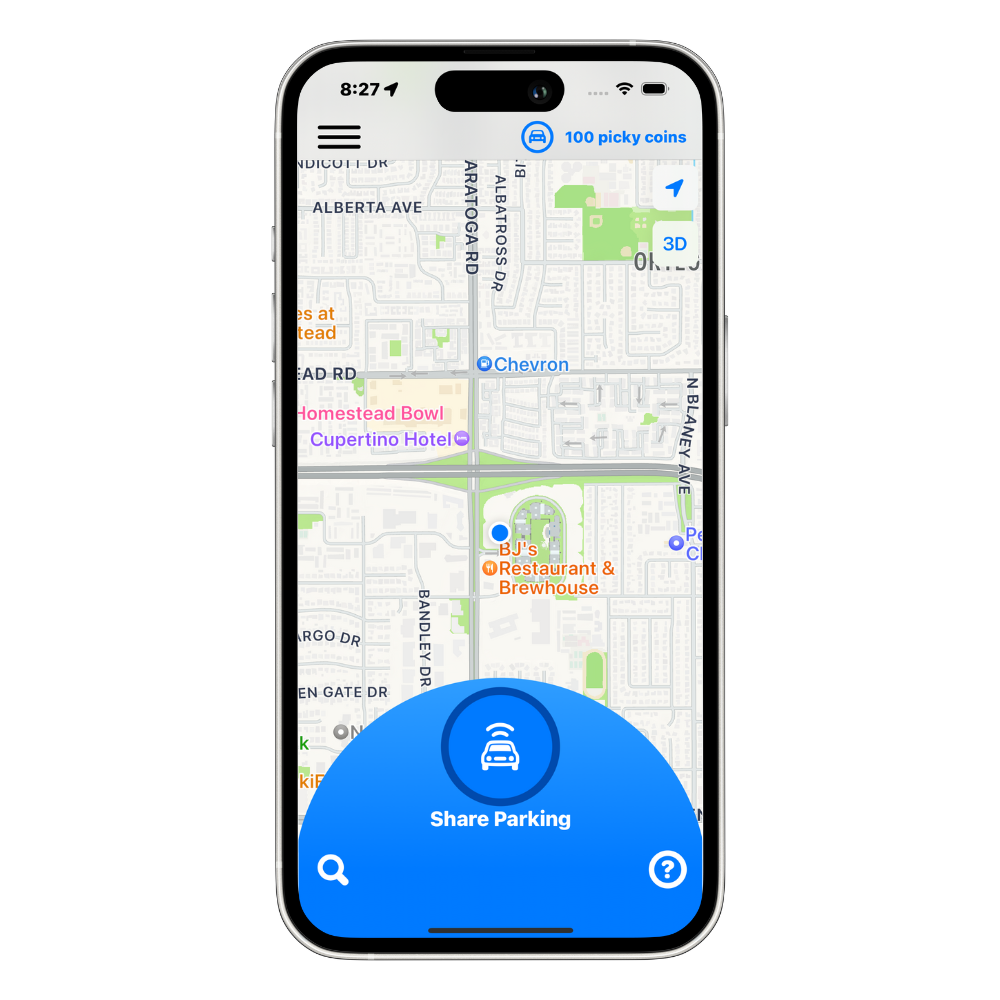 8:27
100 picky coins
NDICOTT DR
ALBERTA AVE
ARATOGA RD
ALBATROSS DR
BI
3D
es at
tead
Chevron
EAD RD
Homestead Bowl
Cupertino Hotel
N BLANEY AVE
BJ's
Restaurant &
Brewhouse
Pe
Cl
BANDLEY DR
ARGO DR
EN GATE DR
N
k
kiF
Share Parking
?